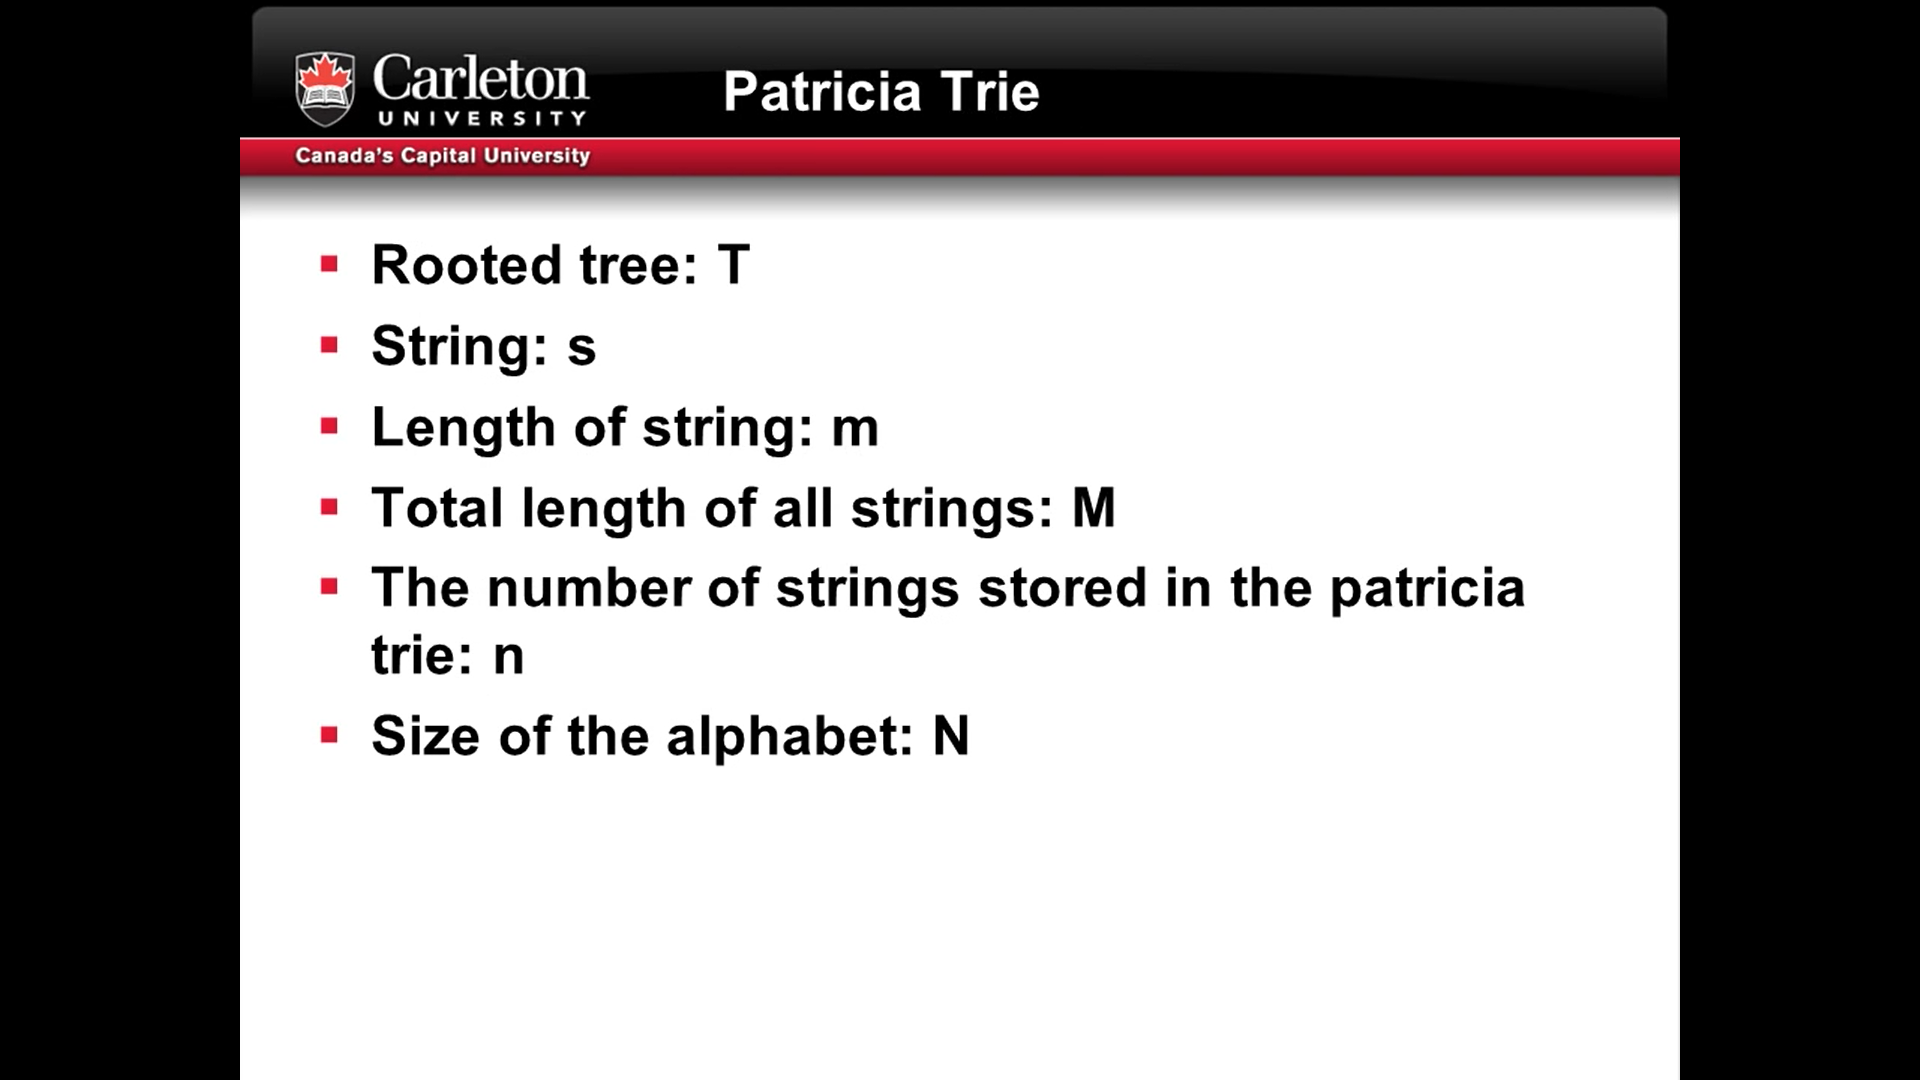 Carleton
UNIVERSITY
Canada's Capital University
Patricia Trie
Rooted tree: T
String: s
Length of string: m
Total length of all strings: M
The number of strings stored in the patricia
trie: n
Size of the alphabet: N